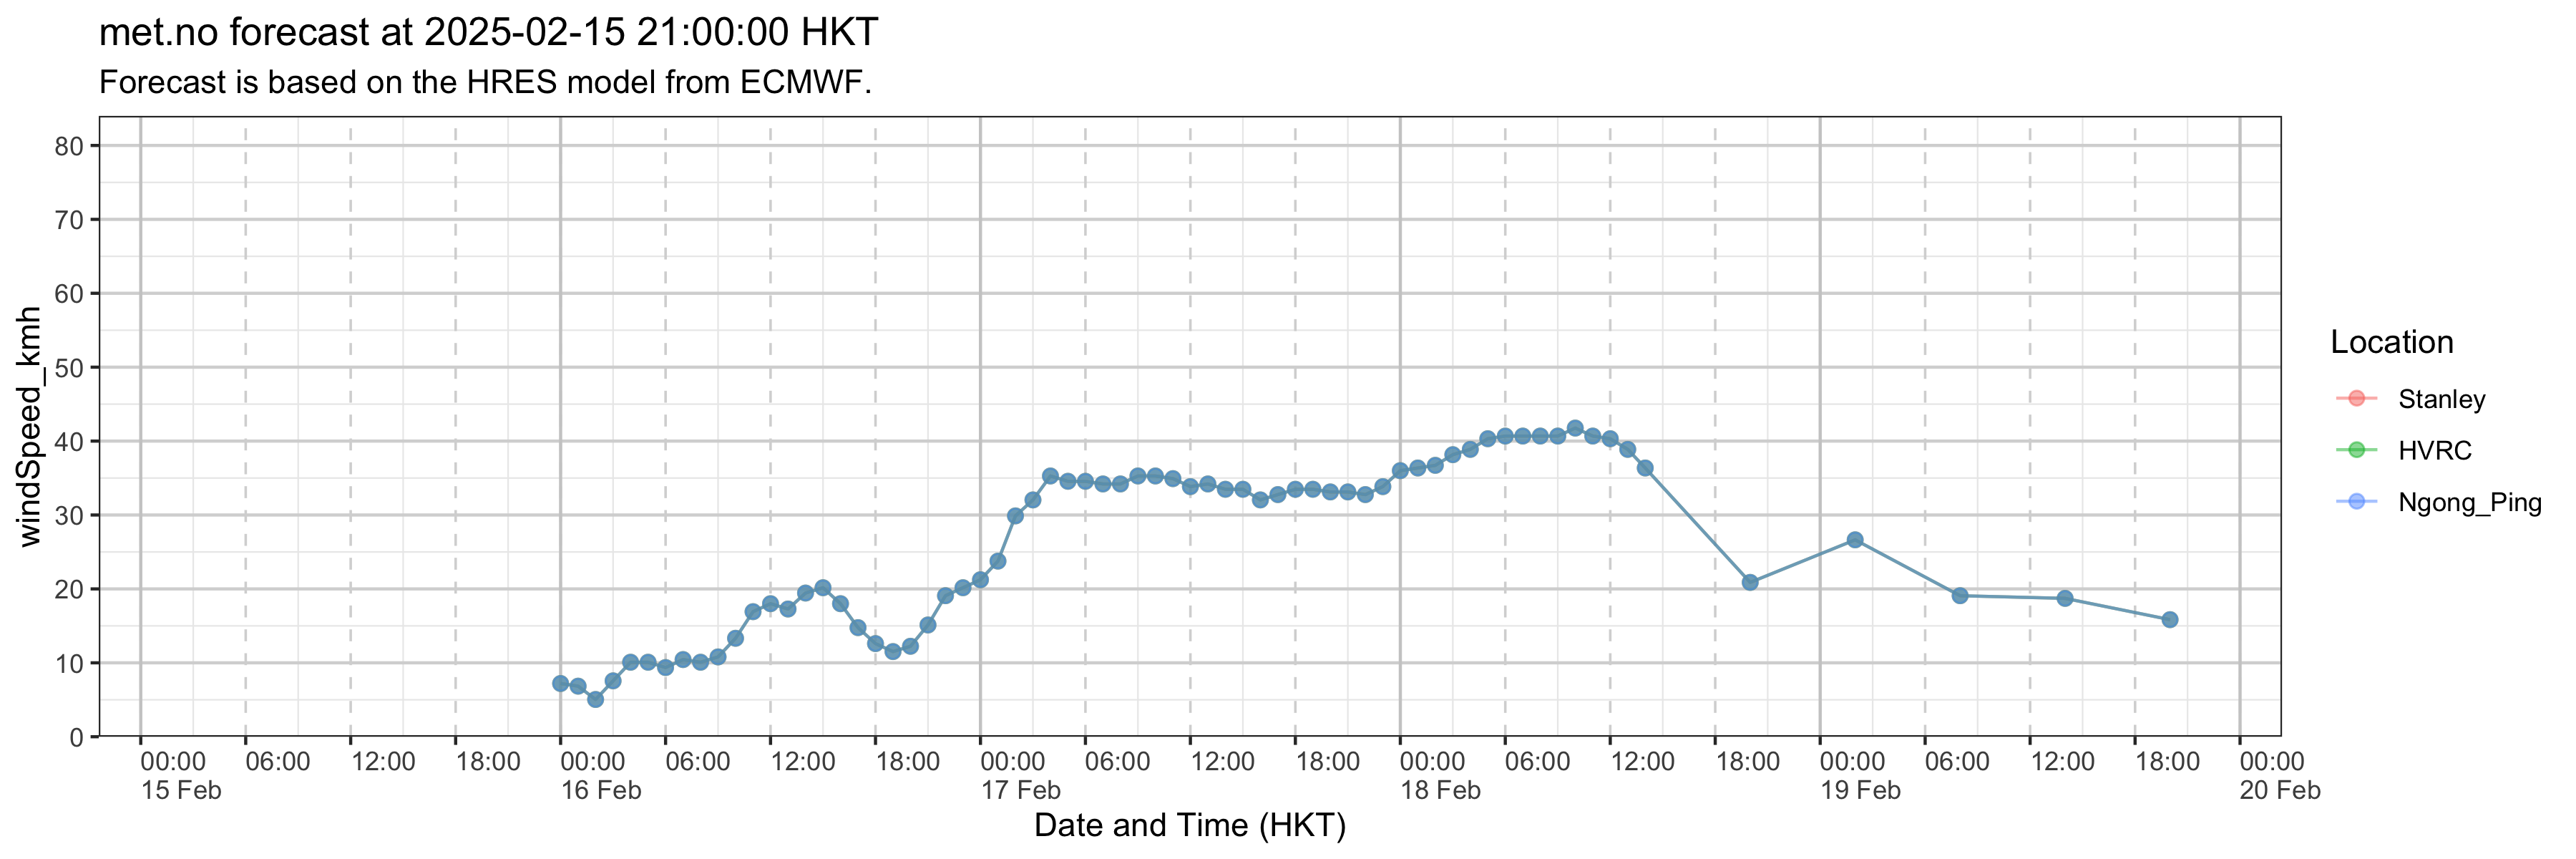 met.no forecast at 2025-02-15 21:00:00 HKT
Forecast is based on the HRES model from ECMWF.
windSpeed_kmh
80
70
60
50
40
30
20
10
0
00:00 06:00 12:00 18:00 00:00 06:00 12:00 18:00 00:00 06:00 12:00 18:00 00:00 06:00 12:00 18:00 00:00 06:00 12:00 18:00 00:00
15 Feb 16 Feb 17 Feb 18 Feb 19 Feb 20 Feb
Date and Time (HKT)
Location
Stanley
HVRC
Ngong_Ping